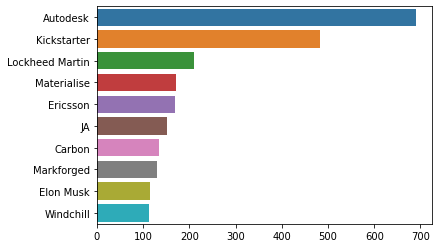 Autodesk
Kickstarter
Lockheed Martin
Materialise
Ericsson
JA
Carbon
Markforged
Elon Musk
Windchill
0 100 200 300 400 500 600 700